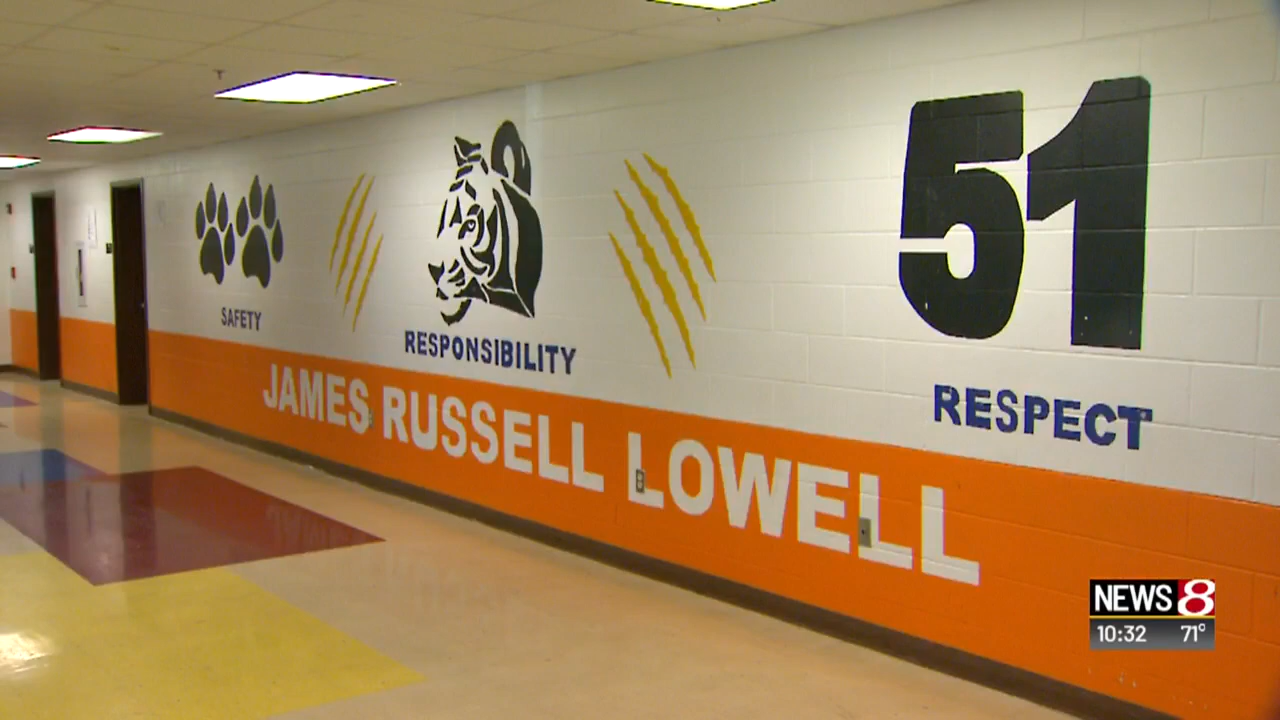 51
SAFETY
RESPONSIBILITY
RESPECT
JAMES RUSSELL LOWELL
NEWS 8
10:32 71°